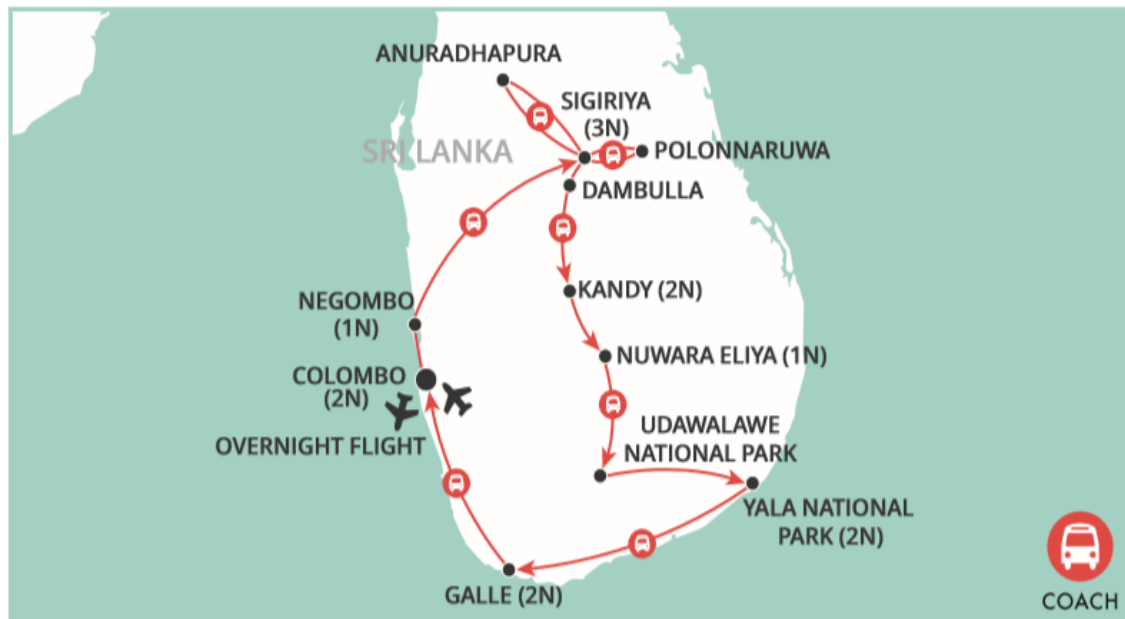 ANURADHAPURA
SIGIRIYA
(3N)
SRI LANKA
POLONNARUWA
DAMBULLA
KANDY (2N)
NEGOMBO
(1N)
NUWARA ELIYA (1N)
COLOMBO
(2N)
OVERNIGHT FLIGHT
UDAWALAWE
NATIONAL PARK
YALA NATIONAL
PARK (2N)
GALLE (2N)
COACH